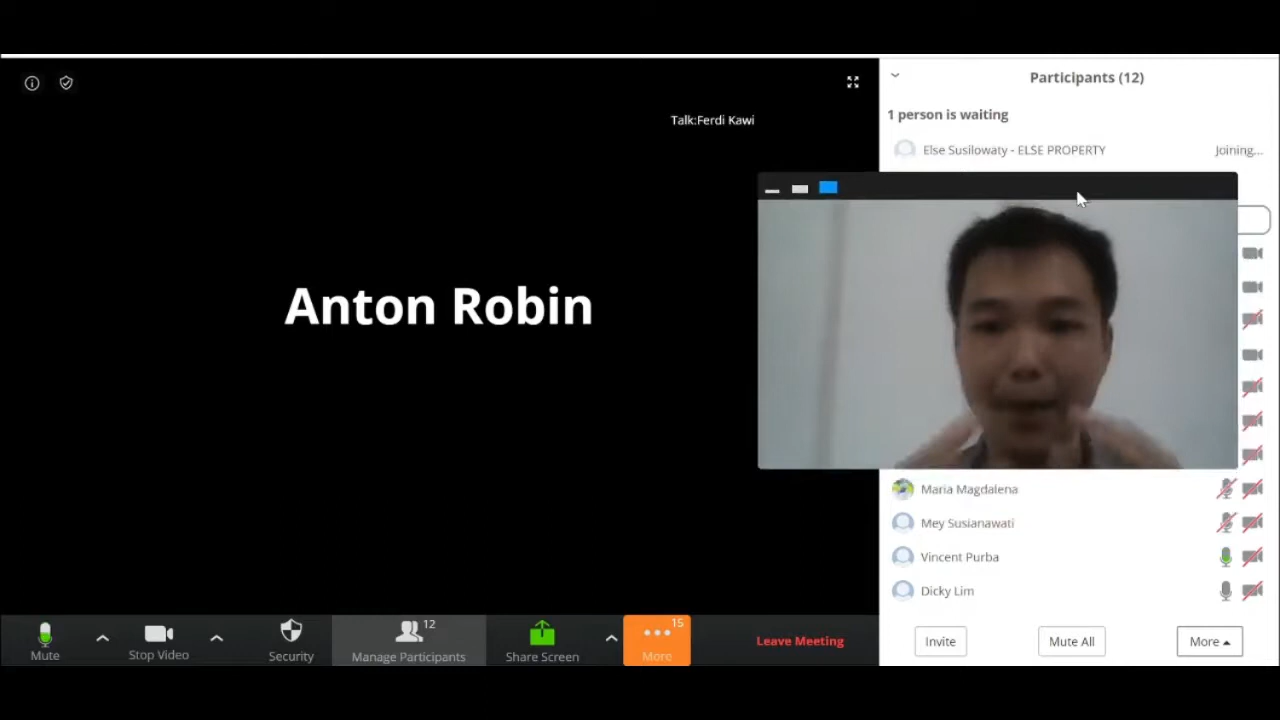 Participants (12)
Talk:Ferdi Kawi
1 person is waiting
Else Susilowaty - ELSE PROPERTY
Joining...
Anton Robin
Maria Magdalena
Mey Susianawati
Vincent Purba
Dicky Lim
Mute
Stop Video
Security
12
Manage Participants
Share Screen
15
More
Leave Meeting
Invite
Mute All
More